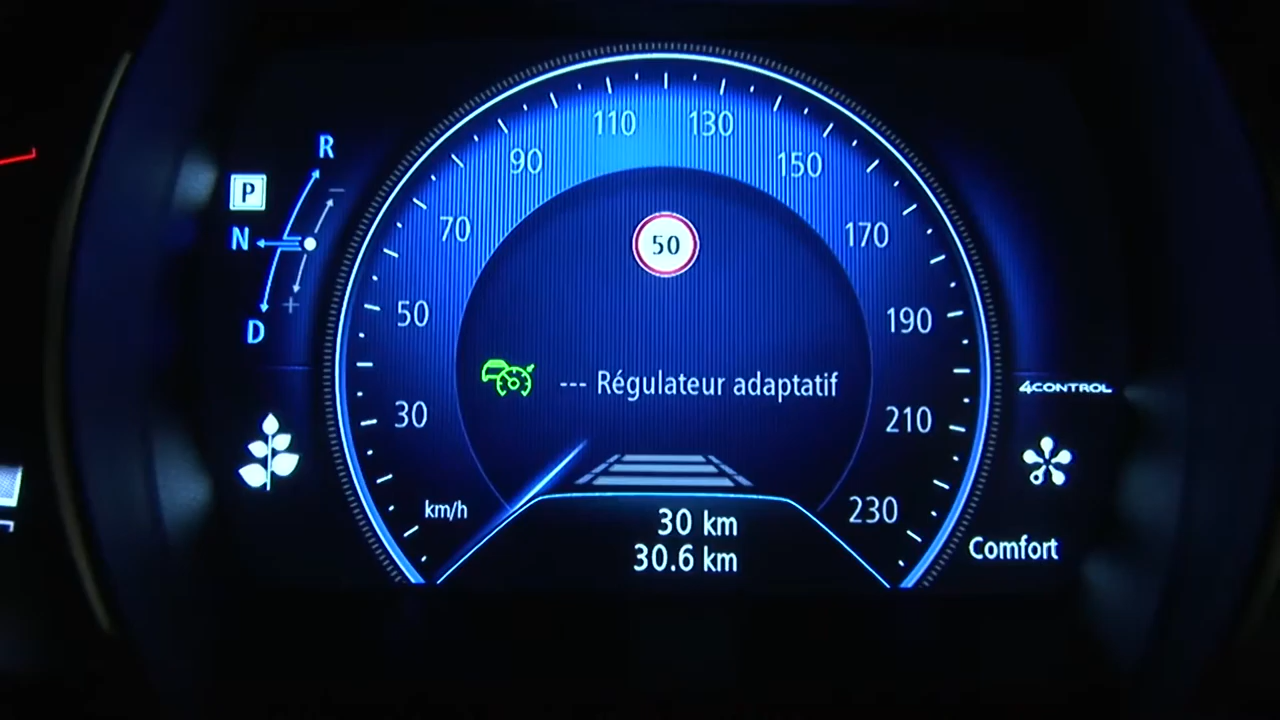 R
P
N
D
110
130
90
150
70
170
50
190
30
210
230
km/h
50
--- Régulateur adaptatif
30 km
30.6 km
4CONTROL
Comfort